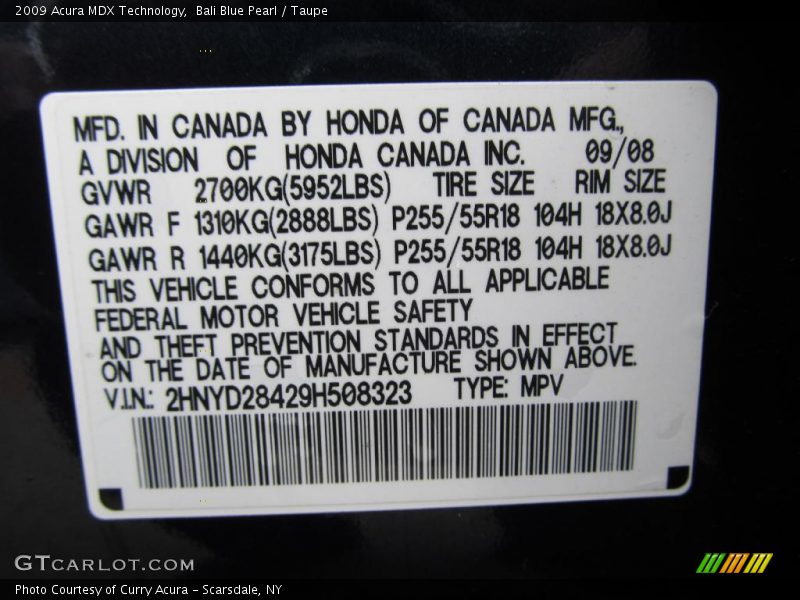 2009 Acura MDX Technology,  Bali Blue Pearl / Taupe
MFD. IN CANADA BY HONDA OF CANADA MFG.,
A DIVISION OF HONDA CANADA INC. 09/08
GVWR 2700KG(5952LBS) TIRE SIZE RIM SIZE
GAWR F 1310KG(2888LBS) P255/55R18 104H 18X8.0J
GAWR R 1440KG(3175LBS) P255/55R18 104H 18X8.0J
THIS VEHICLE CONFORMS TO ALL APPLICABLE
FEDERAL MOTOR VEHICLE SAFETY
AND THEFT PREVENTION STANDARDS IN EFFECT
ON THE DATE OF MANUFACTURE SHOWN ABOVE.
V.I.N.: 2HNYD28429H508323 TYPE: MPV
GTCARLOT.COM
Photo Courtesy of Curry Acura - Scarsdale, NY